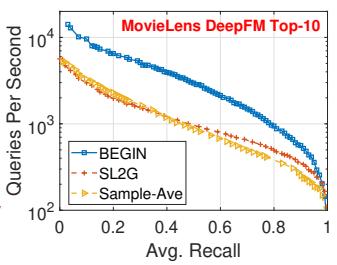 MovieLens DeepFM Top-10
Queries Per Second
10^4
10^3
10^2
BEGIN
SL2G
Sample-Ave
0 0.2 0.4 0.6 0.8 1
Avg. Recall